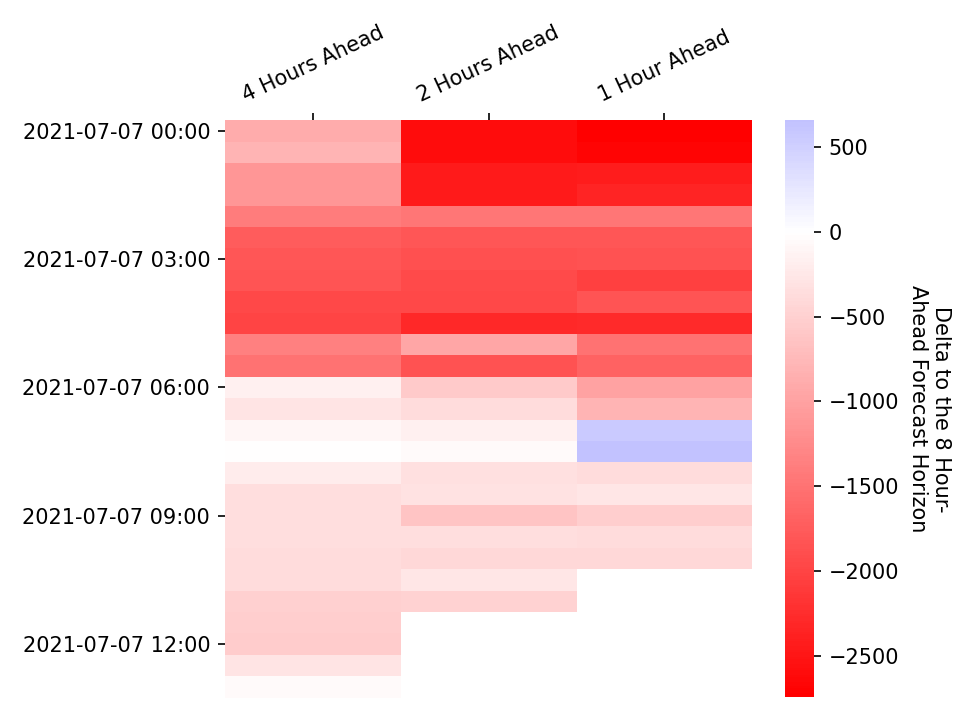 4 Hours Ahead
2 Hours Ahead
1 Hour Ahead
2021-07-07 00:00
2021-07-07 03:00
2021-07-07 06:00
2021-07-07 09:00
2021-07-07 12:00
500
0
−500
−1000
−1500
−2000
−2500
Delta to the 8 Hour-
Ahead Forecast Horizon